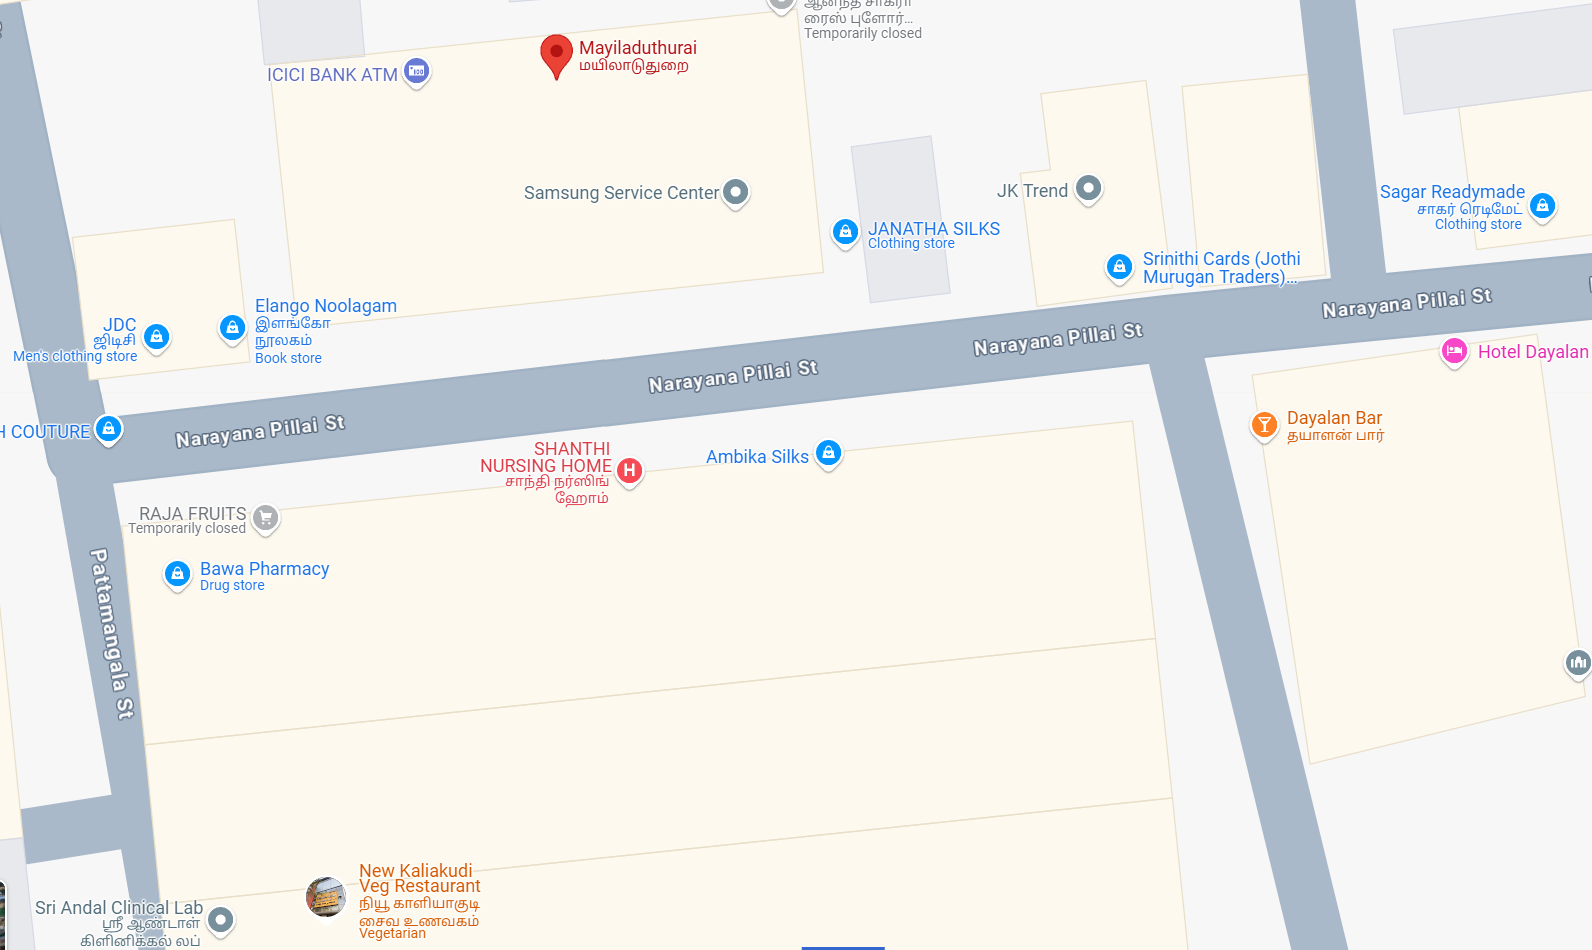 ரைஸ் புளோர்...
Temporarily closed
Mayiladuthurai
மயிலாடுதுறை
ICICI BANK ATM
Samsung Service Center
JK Trend
Sagar Readymade
சாகர் ரெடிமேட்
Clothing store
JANATHA SILKS
Clothing store
Srinithi Cards (Jothi
Murugan Traders)...
Elango Noolagam
இளங்கோ
நூலகம்
Book store
JDC
ஜிடிசி
Men's clothing store
Narayana Pillai St
Narayana Pillai St
Narayana Pillai St
Narayana Pillai St
Hotel Dayalan
Dayalan Bar
தயாளன் பார்
H COUTURE
SHANTHI
NURSING HOME
சாந்தி நர்ஸிங்
ஹோம்
H
Ambika Silks
RAJA FRUITS
Temporarily closed
Bawa Pharmacy
Drug store
Pattamangala St
New Kaliakudi
Veg Restaurant
நியூ காளியாகுடி
சைவ உணவகம்
Vegetarian
Sri Andal Clinical Lab
ஸ்ரீ ஆண்டாள்
கிளினிக்கல் லப்